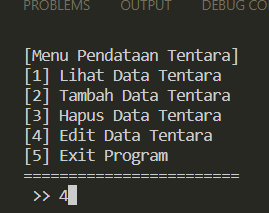 PROBLEMS OUTPUT DEBUG CO
[Menu Pendataan Tentara]
[1] Lihat Data Tentara
[2] Tambah Data Tentara
[3] Hapus Data Tentara
[4] Edit Data Tentara
[5] Exit Program
========================
>> 4